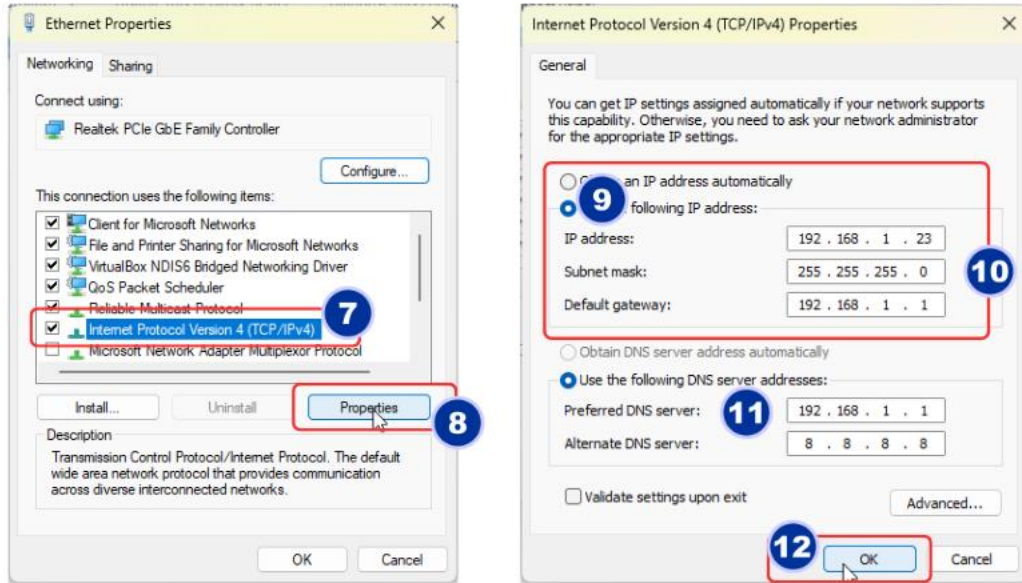 Ethernet Properties
Networking Sharing
Connect using:
Realtek PCIe GbE Family Controller
Configure...
This connection uses the following items:
Client for Microsoft Networks
File and Printer Sharing for Microsoft Networks
VirtualBox NDIS6 Bridged Networking Driver
QoS Packet Scheduler
Reliable Multicast Protocol
Internet Protocol Version 4 (TCP/IPv4)
7
Microsoft Network Adapter Multiplexor Protocol
Install... Uninstall Properties
8
Description
Transmission Control Protocol/Internet Protocol. The default
wide area network protocol that provides communication
across diverse interconnected networks.
OK Cancel
Internet Protocol Version 4 (TCP/IPv4) Properties
General
You can get IP settings assigned automatically if your network supports
this capability. Otherwise, you need to ask your network administrator
for the appropriate IP settings.
an IP address automatically
9
following IP address:
IP address: 192 . 168 . 1 . 23
Subnet mask: 255 . 255 . 255 . 0
10
Default gateway: 192 . 168 . 1 . 1
Obtain DNS server address automatically
Use the following DNS server addresses:
Preferred DNS server: 192 . 168 . 1 . 1
11
Alternate DNS server: 8 . 8 . 8 . 8
Validate settings upon exit
Advanced...
12
OK Cancel